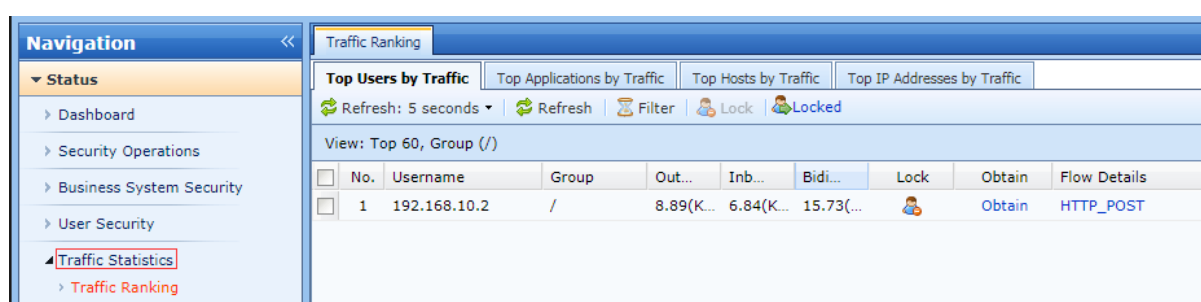 Navigation
Status
Dashboard
Security Operations
Business System Security
User Security
Traffic Statistics
Traffic Ranking
Traffic Ranking
Top Users by Traffic Top Applications by Traffic Top Hosts by Traffic Top IP Addresses by Traffic
Refresh: 5 seconds Refresh Filter Lock Locked
View: Top 60, Group (/)
No. Username Group Out... Inb... Bidi... Lock Obtain Flow Details
1 192.168.10.2 / 8.89(K... 6.84(K... 15.73(... Obtain HTTP_POST